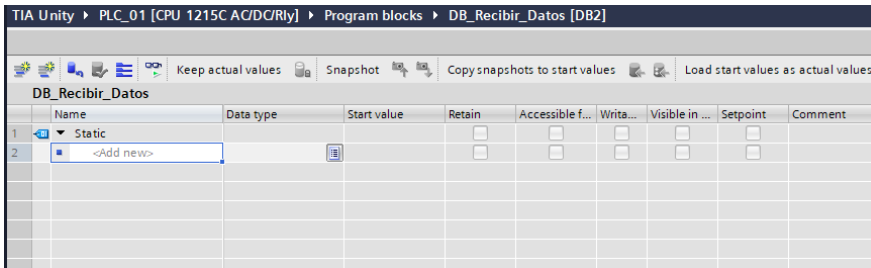 TIA Unity ▸ PLC_01 [CPU 1215C AC/DC/Rly] ▸ Program blocks ▸ DB_Recibir_Datos [DB2]
Keep actual values Snapshot Copy snapshots to start values Load start values as actual values
DB_Recibir_Datos
Name Data type Start value Retain Accessible f... Writa... Visible in ... Setpoint Comment
1 Static
2 <Add new>